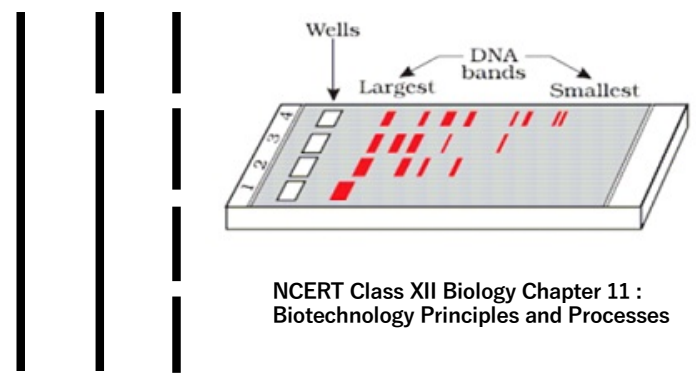 Wells
DNA
bands
Largest
Smallest
4
3
2
1
NCERT Class XII Biology Chapter 11 :
Biotechnology Principles and Processes